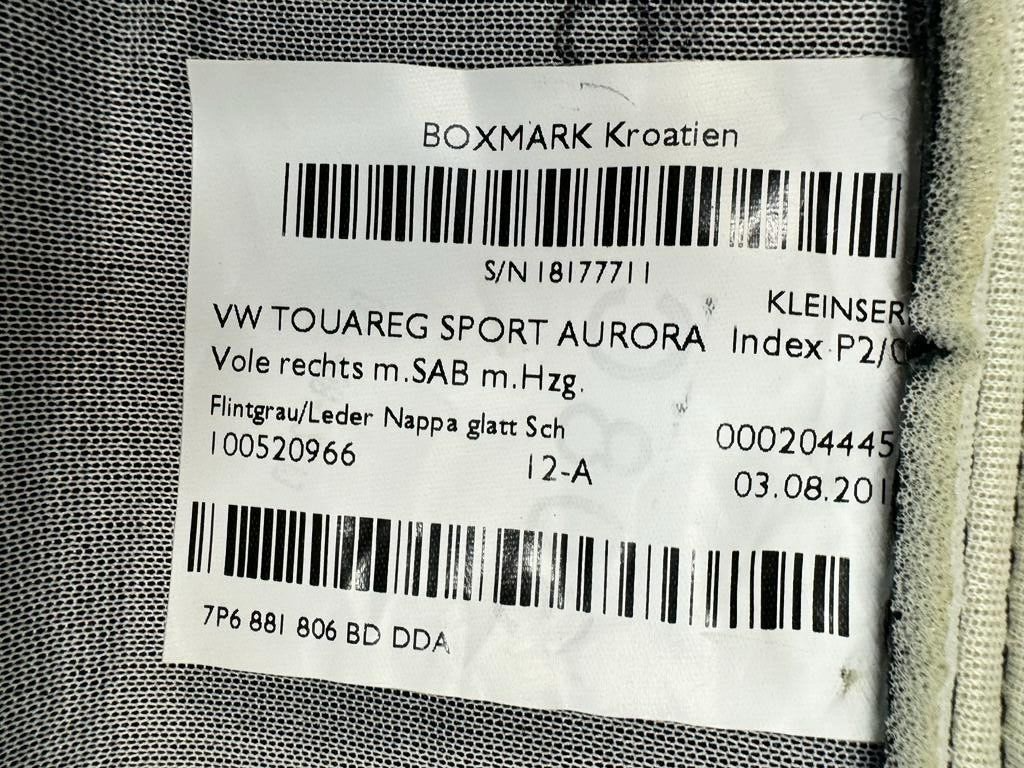 BOXMARK Kroatien
S/N 18177711
KLEINSER
VW TOUAREG SPORT AURORA Index P2/
Vole rechts m.SAB m.Hzg.
Flintgrau/Leder Nappa glatt Sch
000204445
100520966 12-A
03.08.201
7P6 881 806 BD DDA